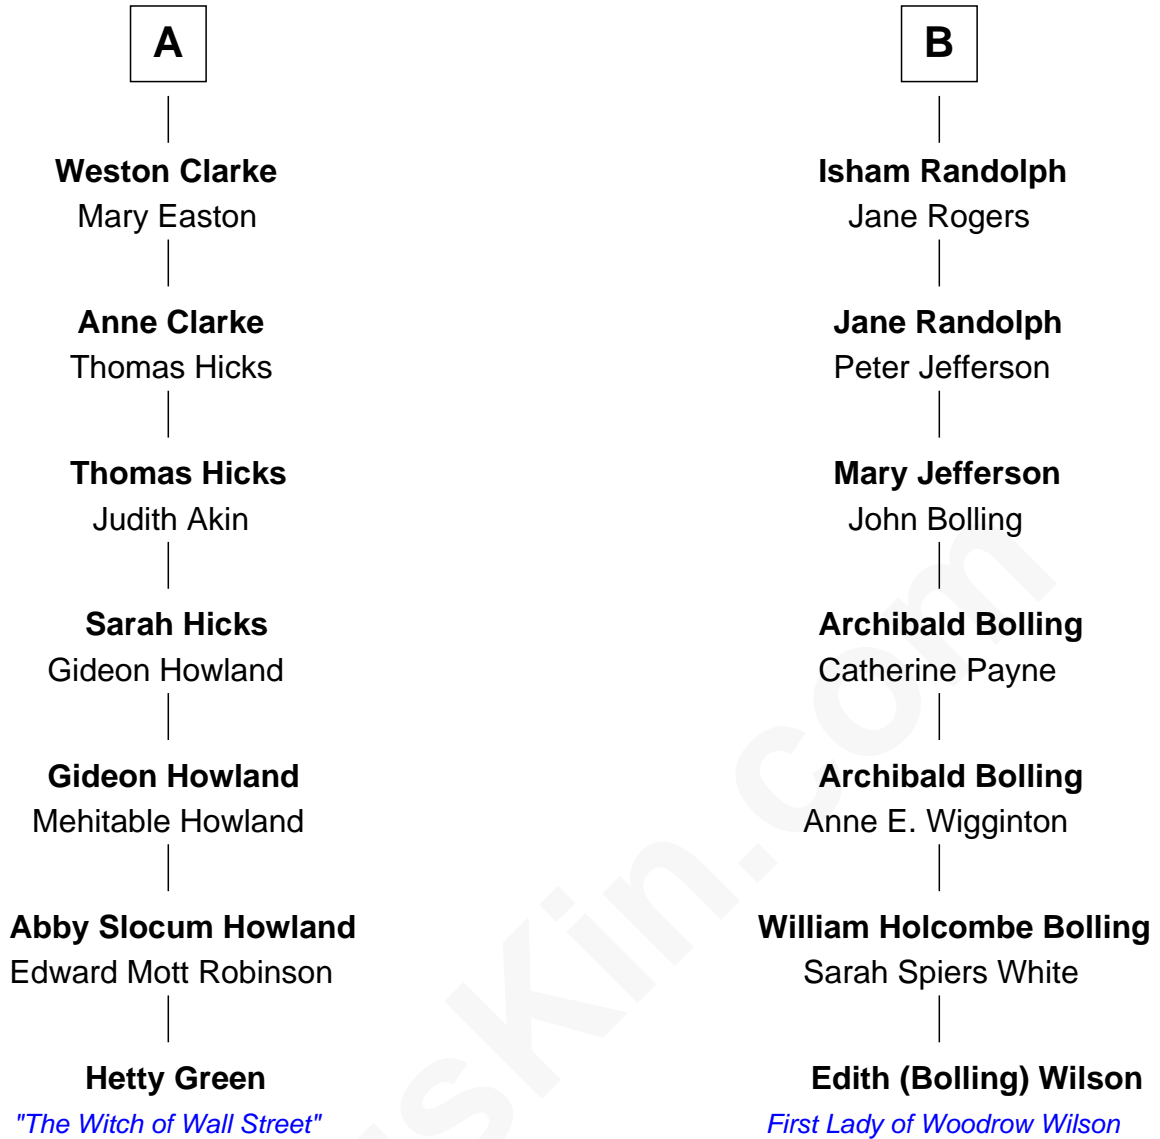 A
B
Weston Clarke
Mary Easton
Isham Randolph
Jane Rogers
Anne Clarke
Thomas Hicks
Jane Randolph
Peter Jefferson
Thomas Hicks
Judith Akin
Mary Jefferson
John Bolling
Sarah Hicks
Gideon Howland
Archibald Bolling
Catherine Payne
Gideon Howland
Mehitable Howland
Archibald Bolling
Anne E. Wigginton
Abby Slocum Howland
Edward Mott Robinson
William Holcombe Bolling
Sarah Spiers White
Hetty Green
"The Witch of Wall Street"
Edith (Bolling) Wilson
First Lady of Woodrow Wilson
sKin.com